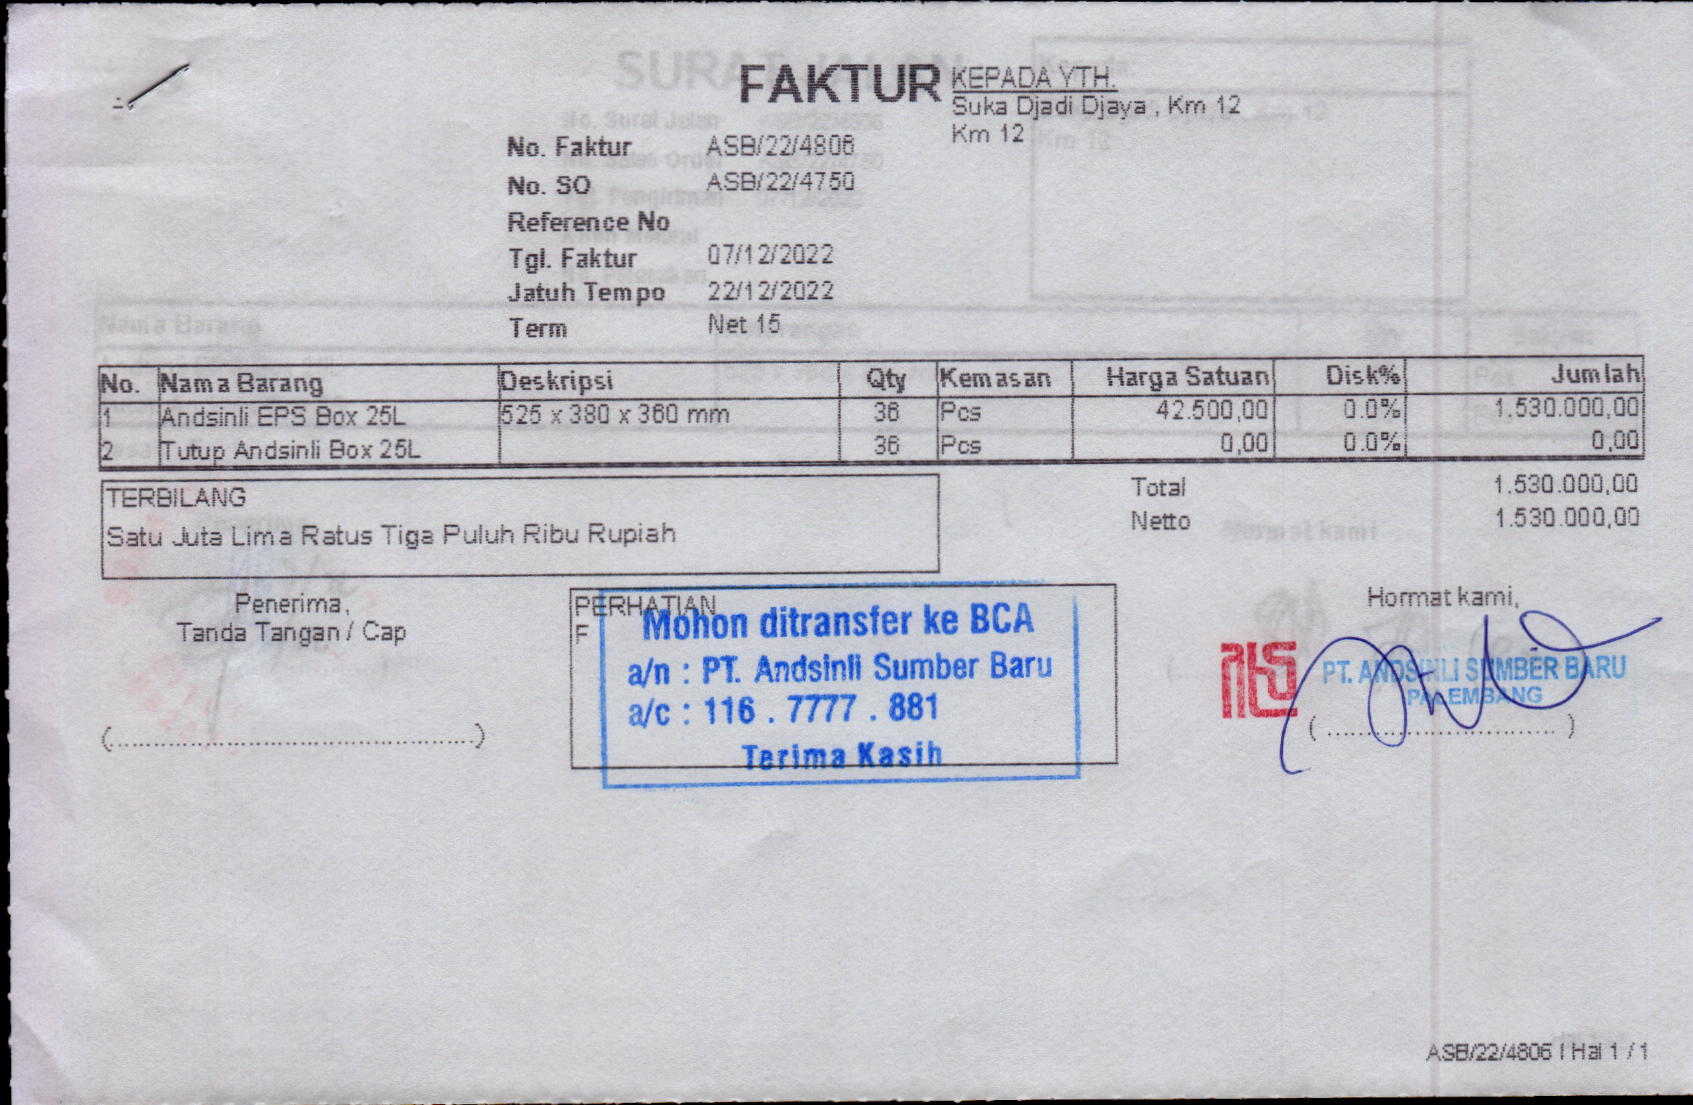 FAKTUR
KEPADA YTH.
Suka Djadi Djaya , Km 12
Km 12
No. Faktur ASB/22/4806
No. SO ASB/22/4750
Reference No
Tgl. Faktur 07/12/2022
Jatuh Tempo 22/12/2022
Term Net 15
No. Nama Barang Deskripsi Qty Kemasan Harga Satuan Disk% Jumlah
1 Andsinli EPS Box 25L 525 x 380 x 360 mm 36 Pcs 42.500,00 0.0% 1.530.000,00
2 Tutup Andsinli Box 25L 36 Pcs 0,00 0.0% 0,00
TERBILANG
Satu Juta Lima Ratus Tiga Puluh Ribu Rupiah
Total 1.530.000,00
Netto 1.530.000,00
Penerima,
Tanda Tangan / Cap
(..........................................................)
PERHATIAN
F
Mohon ditransfer ke BCA
a/n : PT. Andsinli Sumber Baru
a/c : 116 . 7777 . 881
Terima Kasih
Hormat kami,
PT. ANDSINLI SUMBER BARU
PALEMBANG
( ................................ )
ASB/22/4806 / Hal 1 / 1